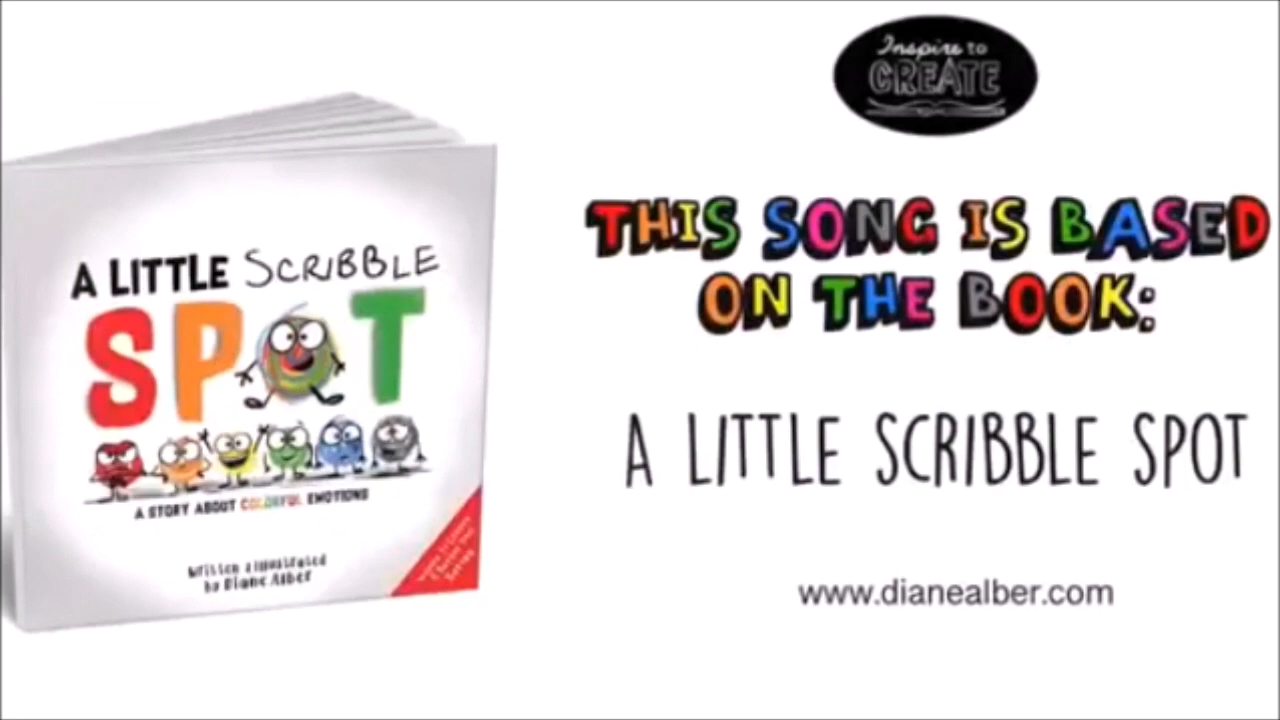 Inspire to
CREATE
THIS SONG IS BASED
ON THE BOOK:
A LITTLE SCRIBBLE SPOT
www.dianealber.com
A LITTLE SCRIBBLE
SPOT
A STORY ABOUT COLORFUL EMOTIONS
Written & Illustrated
by Diane Alber